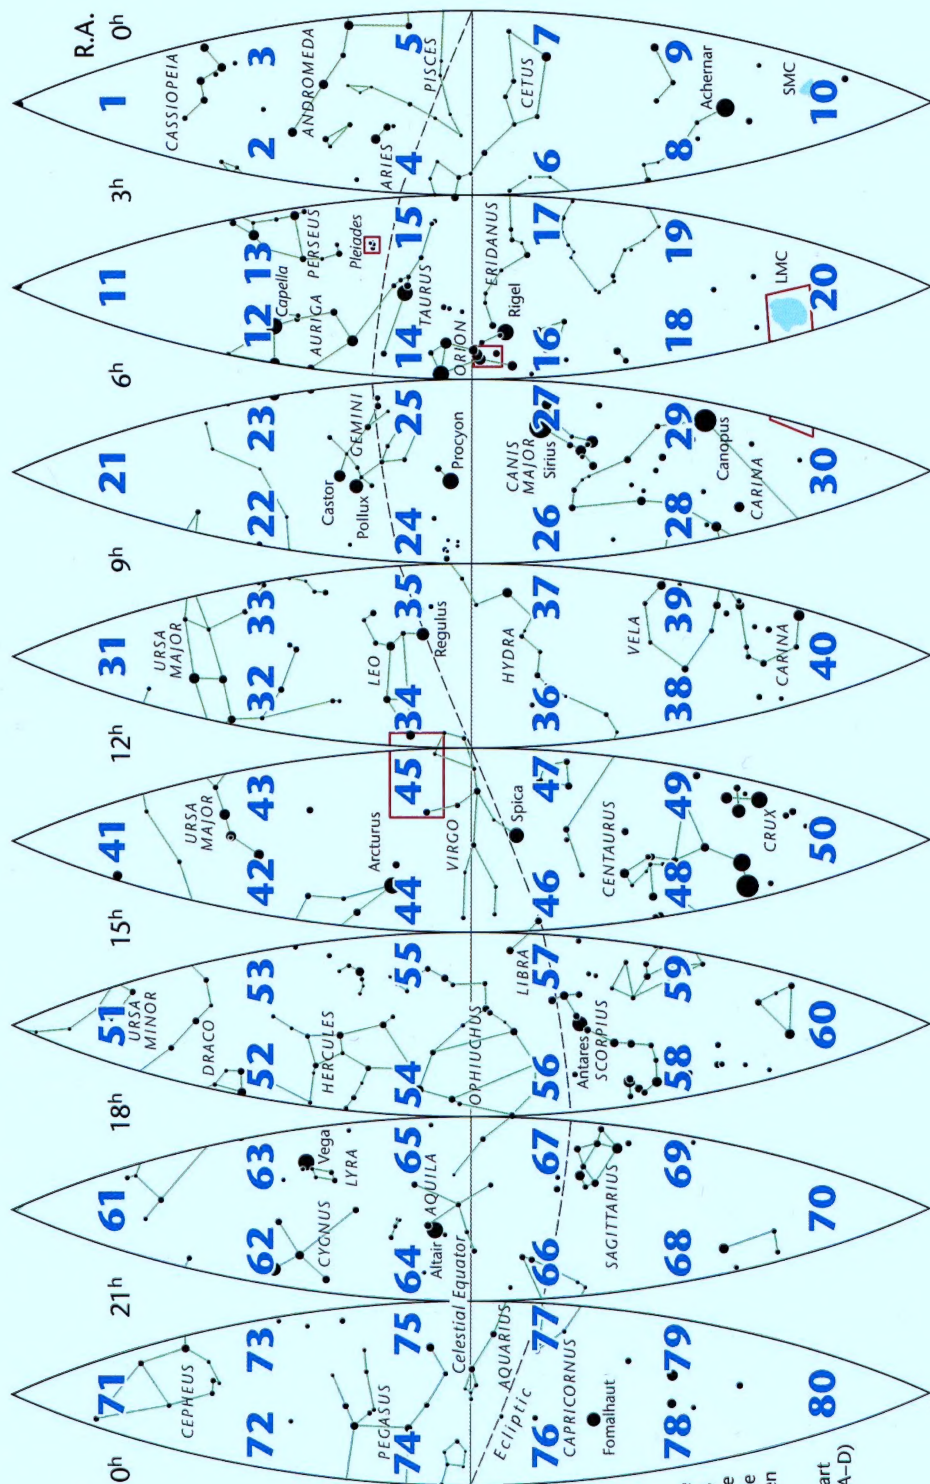 R.A.
0h
3h
6h
9h
12h
15h
18h
21h
0h
1
CASSIOPEIA
2
3
ANDROMEDA
4
5
ARIES
PISCES
6
7
CETUS
8
9
Achernar
SMC
10
11
12
13
Capella
PERSEUS
AURIGA
Pleiades
14
15
TAURUS
ORION
ERIDANUS
Rigel
16
17
18
19
LMC
20
21
22
23
Castor
Pollux
GEMINI
24
25
Procyon
26
27
CANIS
MAJOR
Sirius
28
29
Canopus
CARINA
30
31
URSA
MAJOR
32
33
LEO
34
35
Regulus
36
37
HYDRA
VELA
38
39
CARINA
40
41
URSA
MAJOR
42
43
Arcturus
44
45
VIRGO
Spica
46
47
CENTAURUS
48
49
CRUX
50
51
URSA
MINOR
DRACO
52
53
HERCULES
54
55
OPHIUCHUS
LIBRA
56
57
Antares
SCORPIUS
58
59
60
61
62
63
Vega
LYRA
CYGNUS
64
65
AQUILA
Altair
Celestial Equator
66
67
SAGITTARIUS
68
69
70
71
CEPHEUS
72
73
PEGASUS
74
75
AQUARIUS
Ecliptic
76
77
CAPRICORNUS
Fomalhaut
78
79
80
A–D)